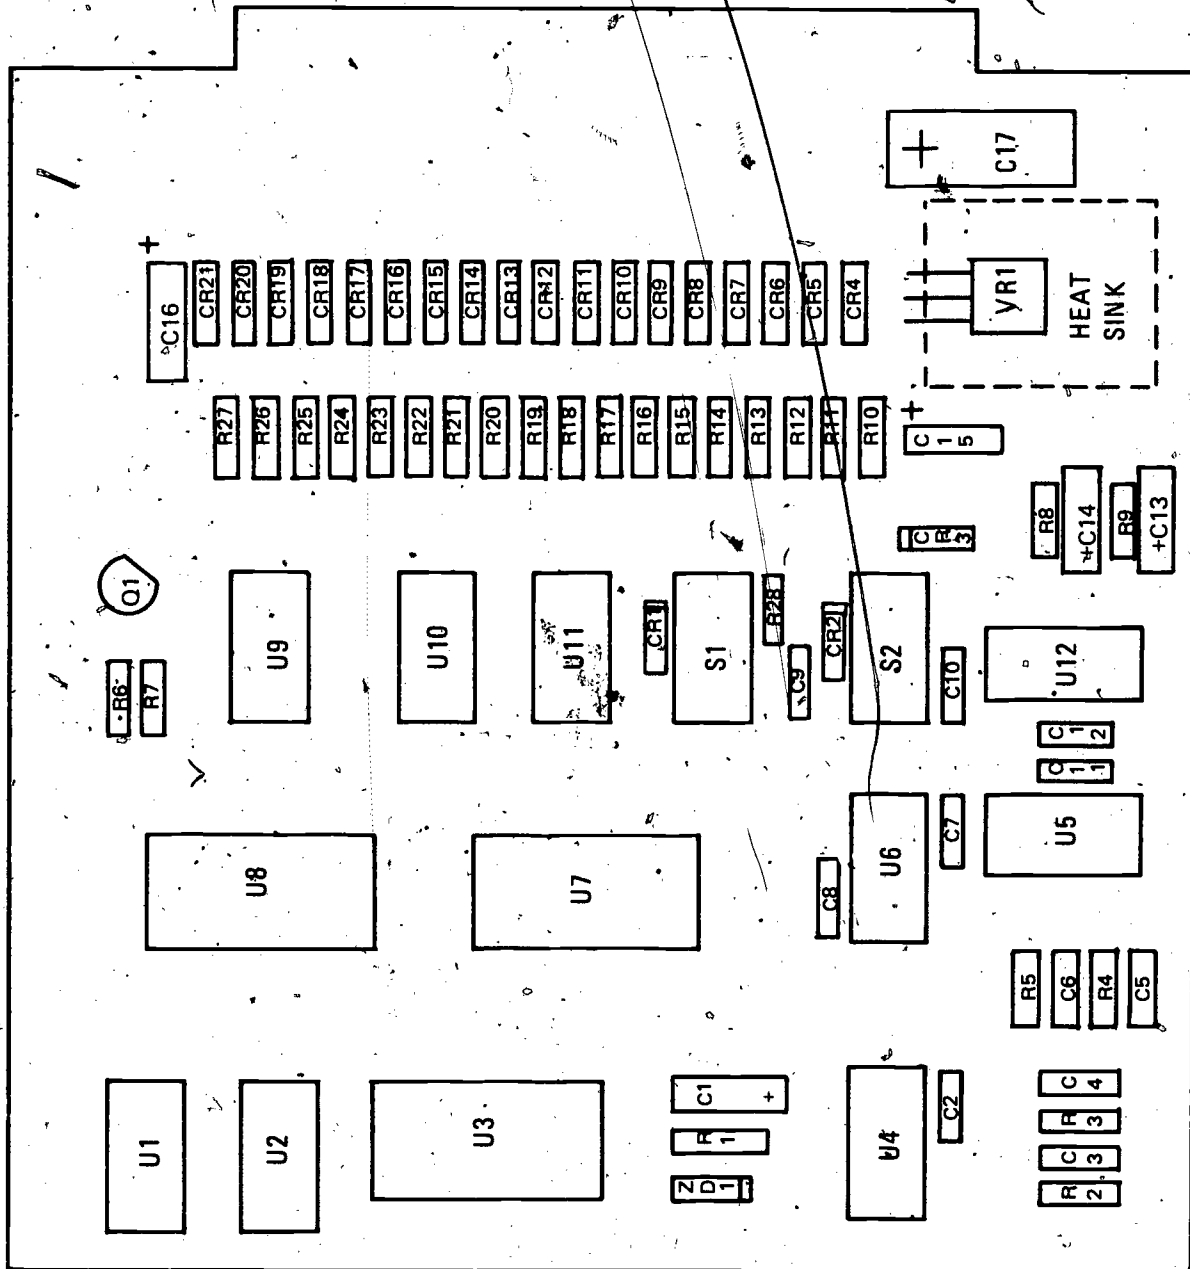 C17
VR1
HEAT
SINK
C16
CR21
CR20
CR19
CR18
CR17
CR16
CR15
CR14
CR13
CR12
CR11
CR10
CR9
CR8
CR7
CR6
CR5
CR4
R27
R26
R25
R24
R23
R22
R21
R20
R19
R18
R17
R16
R15
R14
R13
R12
R11
R10
C15
CR3
R8
+C14
R9
+C13
Q1
R6
R7
U9
U10
U11
CR1
S1
R28
C9
CR2
S2
C10
U12
C12
C11
U8
U7
C8
U6
C7
U5
R5
C6
R4
C5
U1
U2
U3
C1 +
R1
ZD1
U4
C2
C4
R3
C3
R2